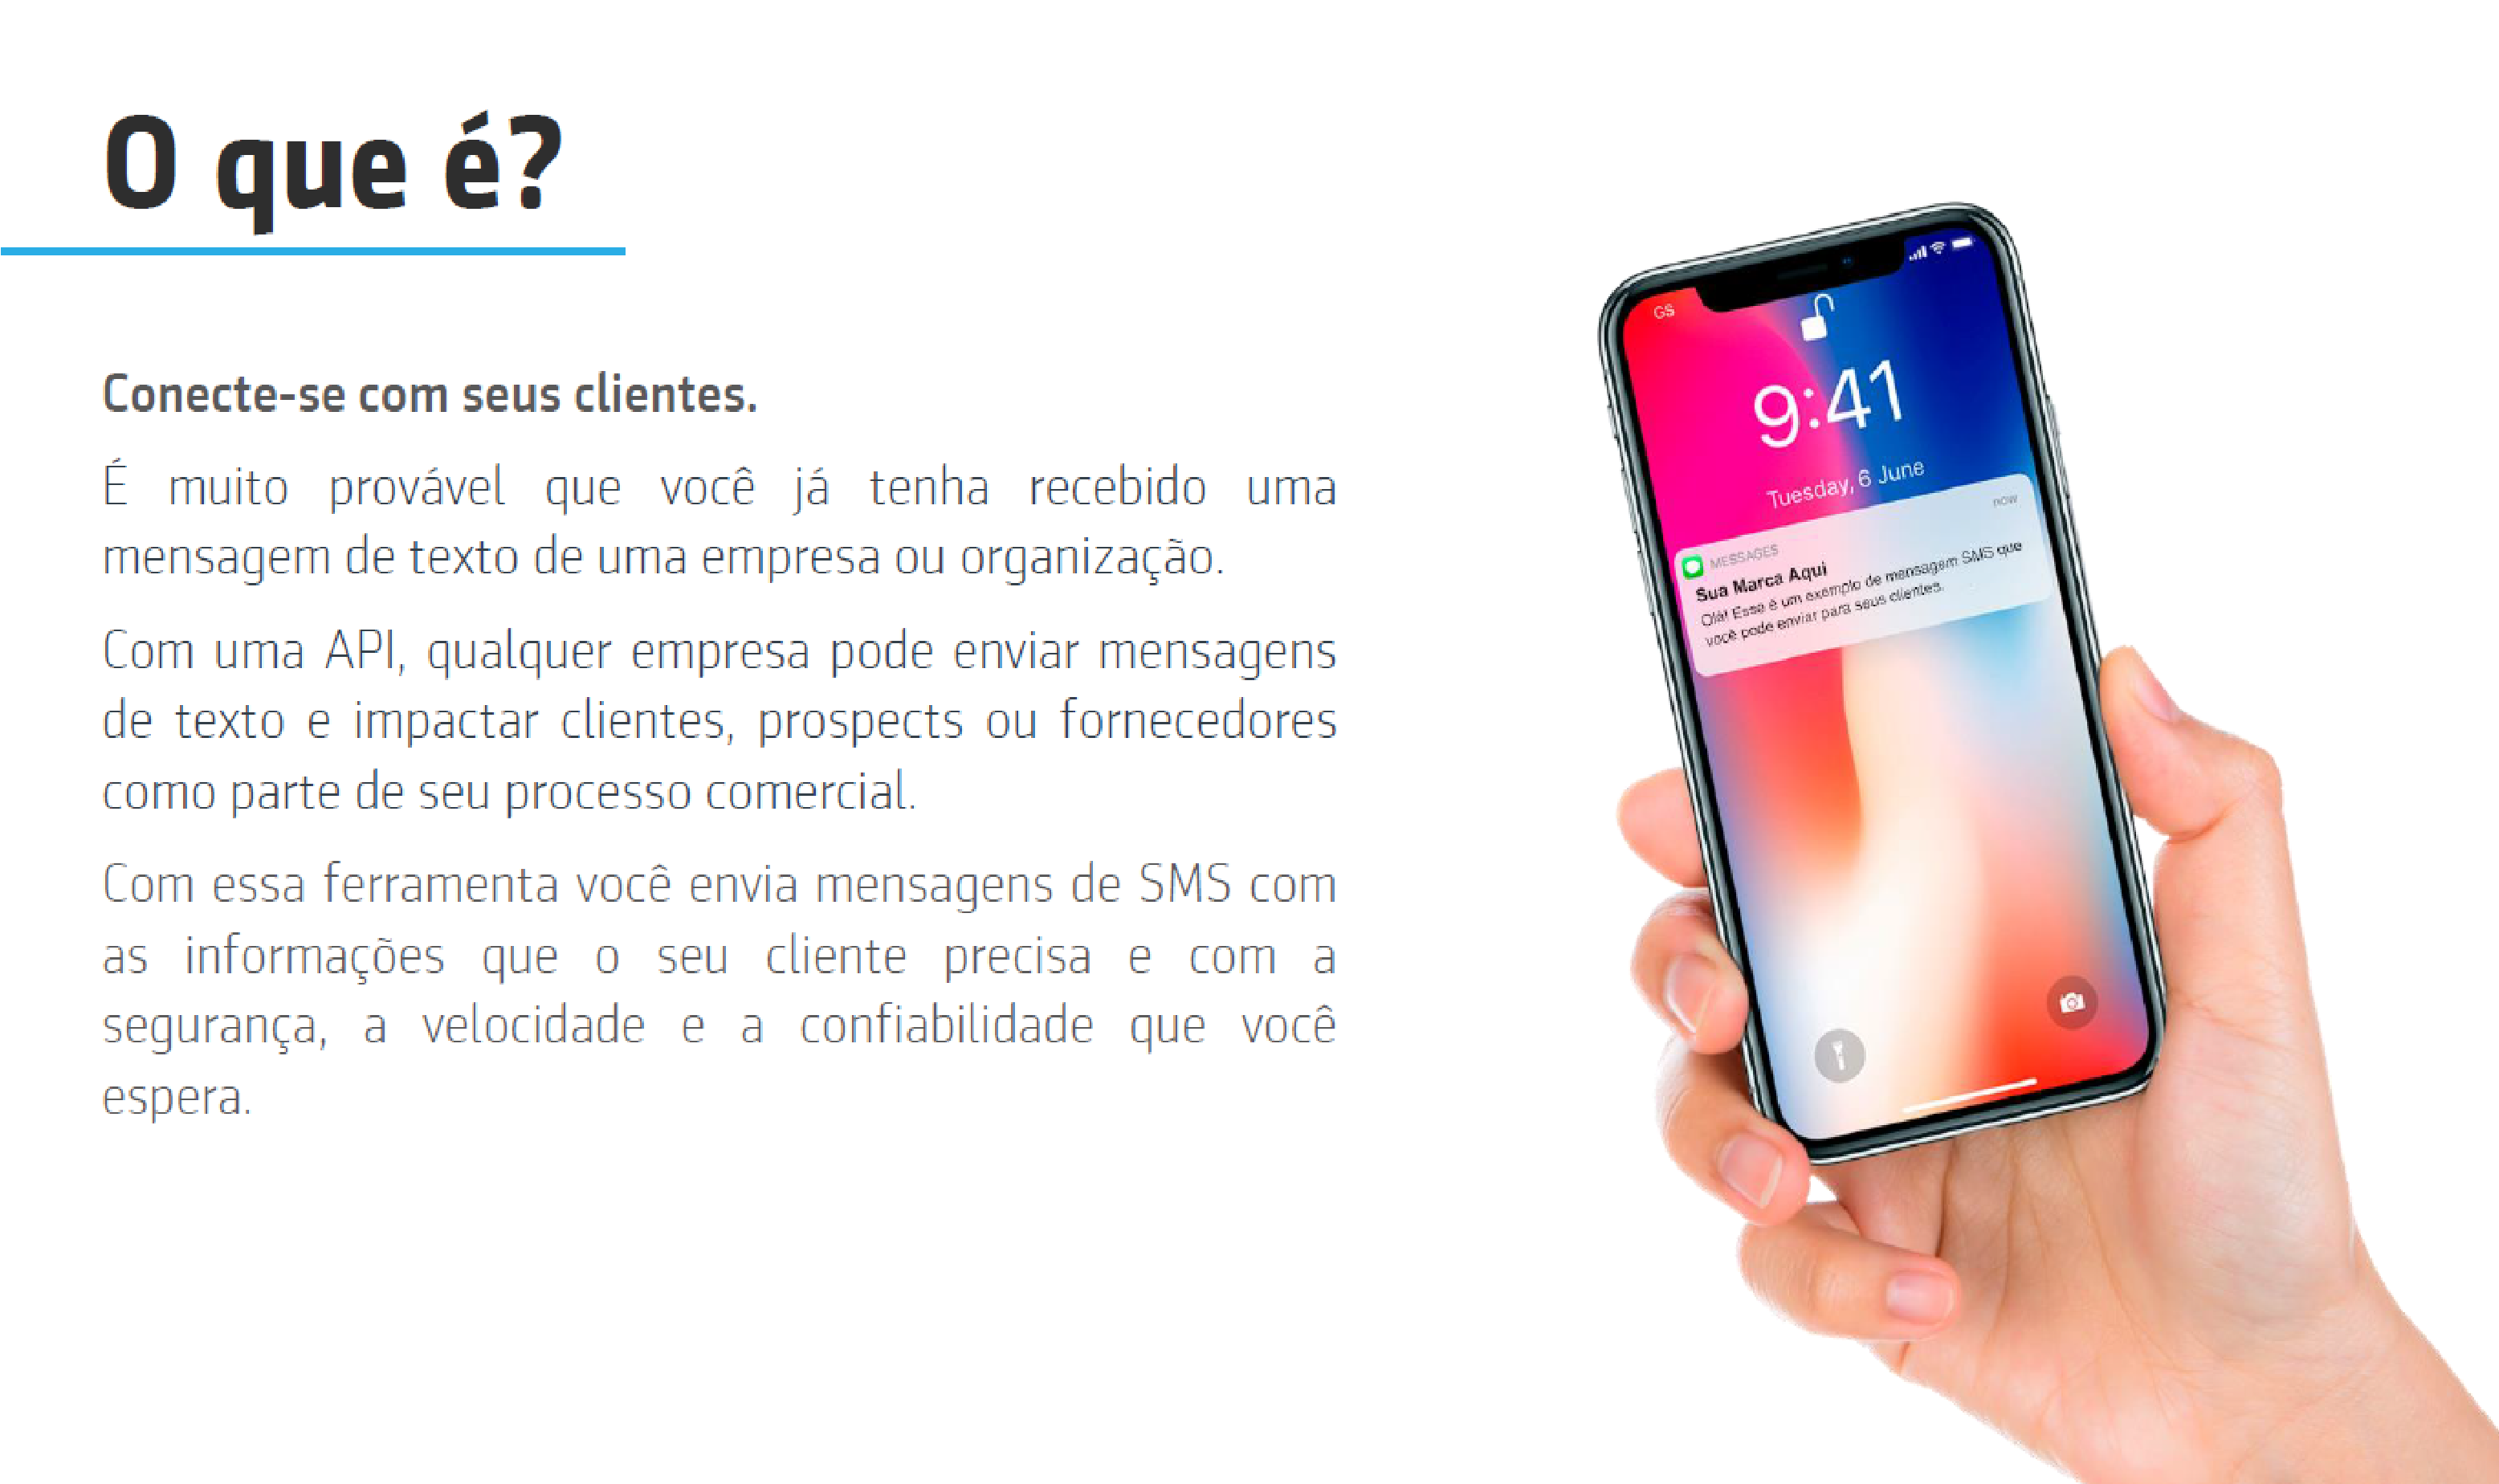 O que é?
Conecte-se com seus clientes.
É muito provável que você já tenha recebido uma
mensagem de texto de uma empresa ou organização.
Com uma API, qualquer empresa pode enviar mensagens
de texto e impactar clientes, prospects ou fornecedores
como parte de seu processo comercial.
Com essa ferramenta você envia mensagens de SMS com
as informações que o seu cliente precisa e com a
segurança, a velocidade e a confiabilidade que você
espera.
GS
9:41
Tuesday, 6 June
MESSAGES now
Sua Marca Aqui
Olá! Esse é um exemplo de mensagem SMS que
você pode enviar para seus clientes.